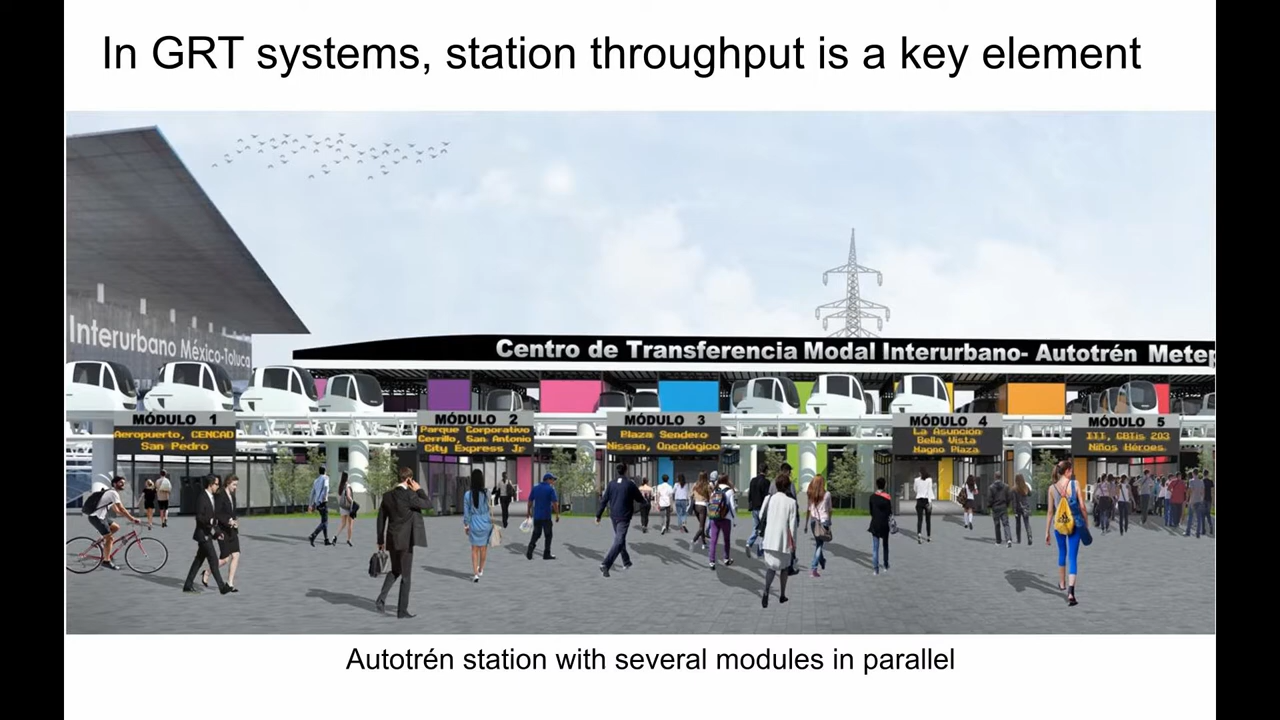 In GRT systems, station throughput is a key element
Interurbano México-Toluca
Centro de Transferencia Modal Interurbano- Autotrén Metep
MÓDULO 1
Aeropuerto, CENCAD
San Pedro
MÓDULO 2
Parque Corporativo
Cerrillo, San Antonio
City Express Jr
MÓDULO 3
Plaza Sendero
Nissan, Oncológico
MÓDULO 4
La Asunción
Bella Vista
Magno Plaza
MÓDULO 5
III, CBTis 203
Niños Héroes
Autotrén station with several modules in parallel